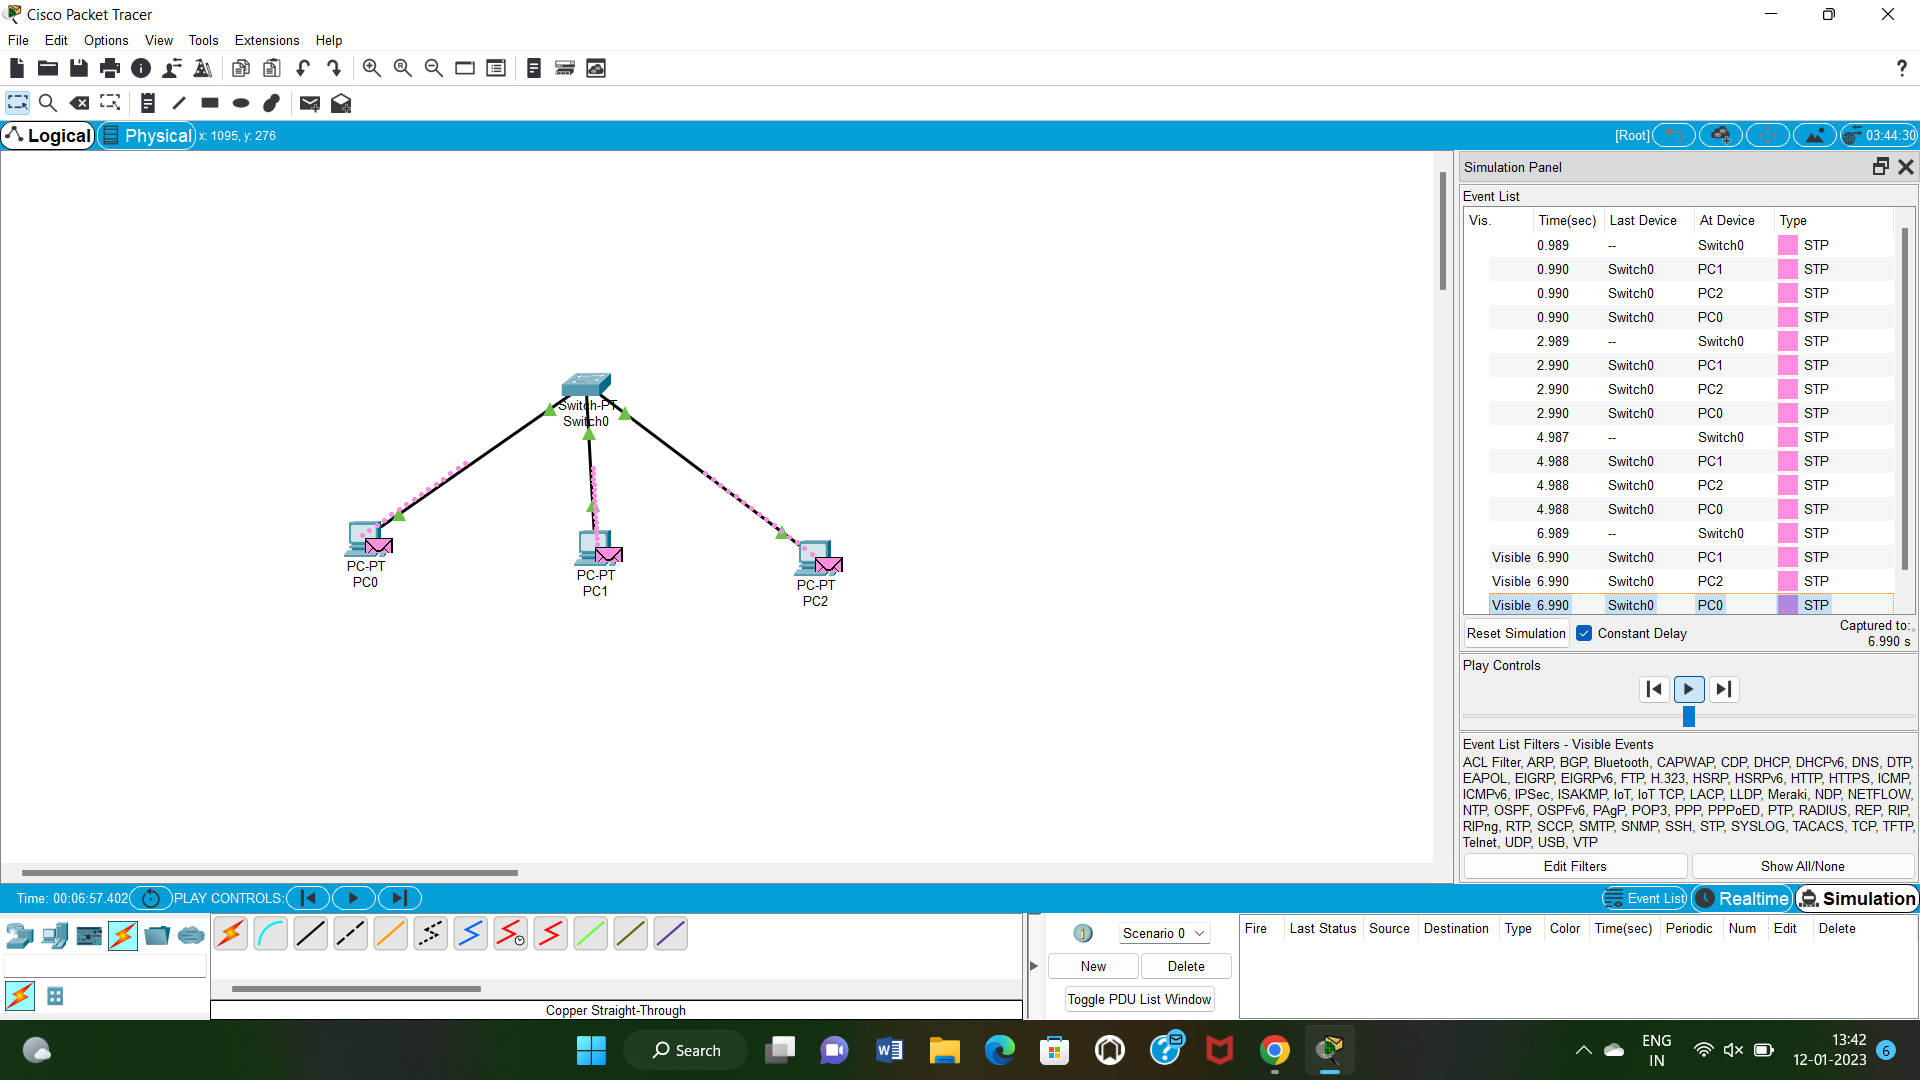 Cisco Packet Tracer
File Edit Options View Tools Extensions Help
?
Logical Physical x: 1095, y: 276 [Root] 03:44:30
Simulation Panel
Event List
Vis. Time(sec) Last Device At Device Type
0.989 -- Switch0 STP
0.990 Switch0 PC1 STP
0.990 Switch0 PC2 STP
0.990 Switch0 PC0 STP
2.989 -- Switch0 STP
2.990 Switch0 PC1 STP
2.990 Switch0 PC2 STP
2.990 Switch0 PC0 STP
4.987 -- Switch0 STP
4.988 Switch0 PC1 STP
4.988 Switch0 PC2 STP
4.988 Switch0 PC0 STP
6.989 -- Switch0 STP
Visible 6.990 Switch0 PC1 STP
Visible 6.990 Switch0 PC2 STP
Visible 6.990 Switch0 PC0 STP
Reset Simulation Constant Delay Captured to:
6.990 s
Play Controls
Event List Filters - Visible Events
ACL Filter, ARP, BGP, Bluetooth, CAPWAP, CDP, DHCP, DHCPv6, DNS, DTP,
EAPOL, EIGRP, EIGRPv6, FTP, H.323, HSRP, HSRPv6, HTTP, HTTPS, ICMP,
ICMPv6, IPSec, ISAKMP, IoT, IoT TCP, LACP, LLDP, Meraki, NDP, NETFLOW,
NTP, OSPF, OSPFv6, PAgP, POP3, PPP, PPPoED, PTP, RADIUS, REP, RIP,
RIPng, RTP, SCCP, SMTP, SNMP, SSH, STP, SYSLOG, TACACS, TCP, TFTP,
Telnet, UDP, USB, VTP
Edit Filters Show All/None
Switch-PT
Switch0
PC-PT
PC0
PC-PT
PC1
PC-PT
PC2
Time: 00:06:57.402 PLAY CONTROLS: Event List Realtime Simulation
Scenario 0
New Delete
Toggle PDU List Window
Fire Last Status Source Destination Type Color Time(sec) Periodic Num Edit Delete
Copper Straight-Through
Search
ENG
IN
13:42
12-01-2023
6